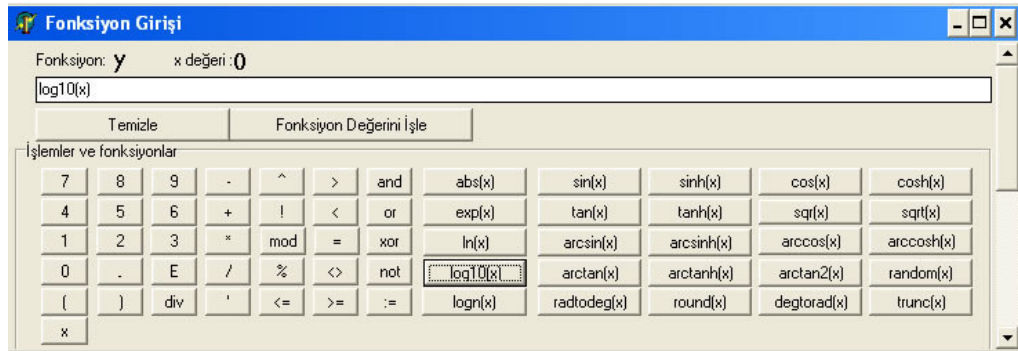 Fonksiyon Girişi
Fonksiyon: y x değeri :0
log10(x)
Temizle Fonksiyon Değerini İşle
İşlemler ve fonksiyonlar
7 8 9 - ^ > and abs(x) sin(x) sinh(x) cos(x) cosh(x)
4 5 6 + ! < or exp(x) tan(x) tanh(x) sqr(x) sqrt(x)
1 2 3 * mod = xor ln(x) arcsin(x) arcsinh(x) arccos(x) arccosh(x)
0 . E / % <> not log10(x) arctan(x) arctanh(x) arctan2(x) random(x)
( ) div ' <= >= := logn(x) radtodeg(x) round(x) degtorad(x) trunc(x)
x